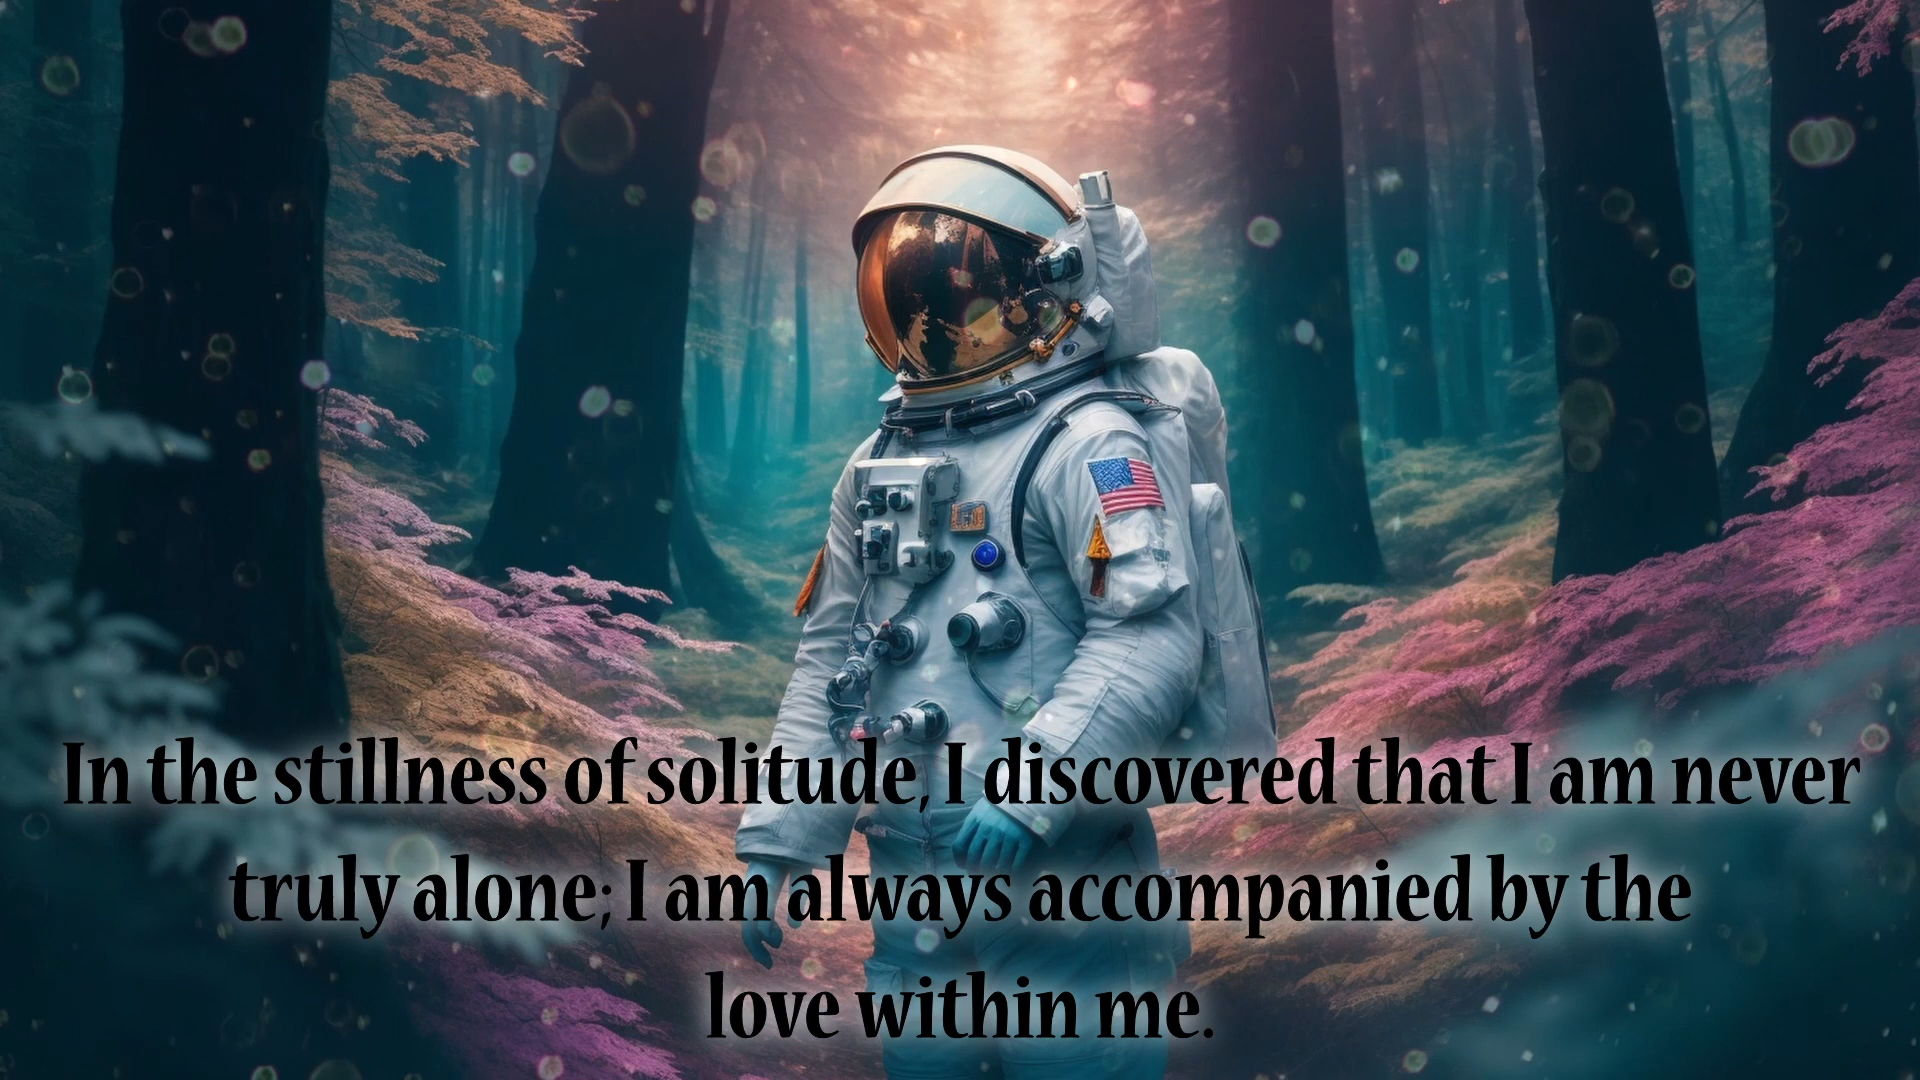 In the stillness of solitude, I discovered that I am never
truly alone; I am always accompanied by the
love within me.